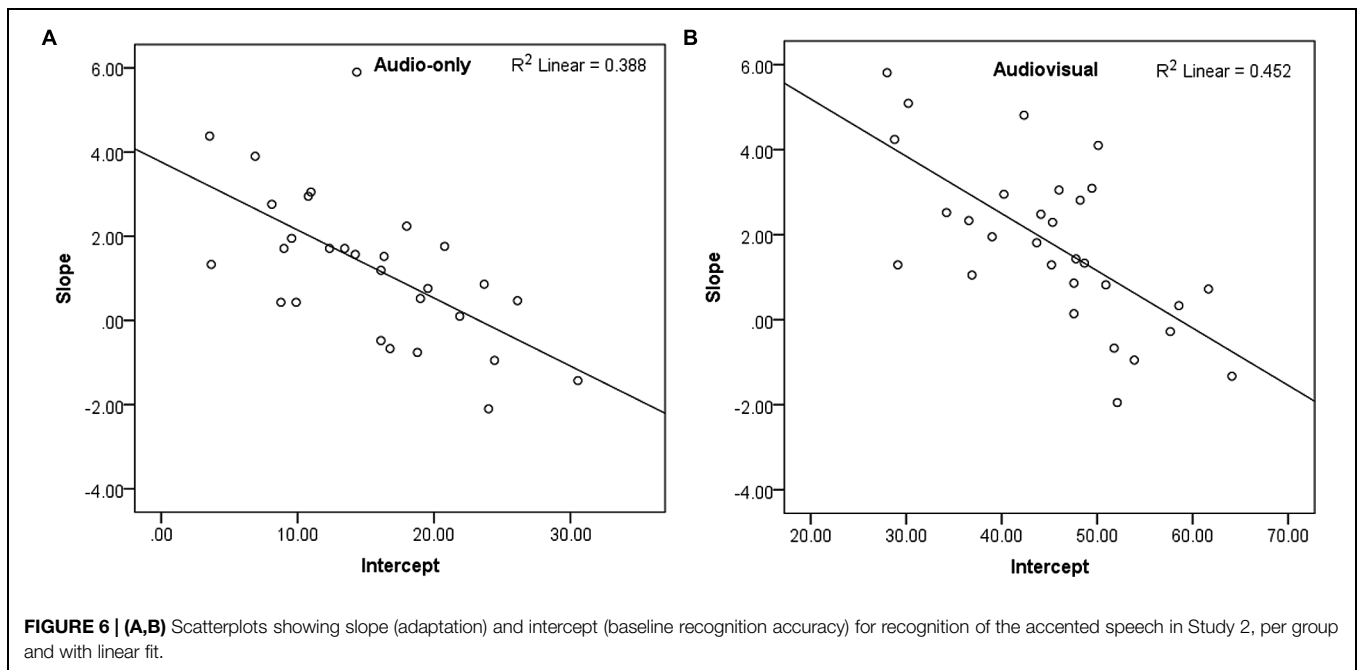 A
Audio-only
R² Linear = 0.388
6.00
4.00
2.00
.00
-2.00
-4.00
Slope
.00 10.00 20.00 30.00
Intercept
B
Audiovisual
R² Linear = 0.452
6.00
4.00
2.00
.00
-2.00
-4.00
Slope
20.00 30.00 40.00 50.00 60.00 70.00
Intercept
FIGURE 6 | (A,B) Scatterplots showing slope (adaptation) and intercept (baseline recognition accuracy) for recognition of the accented speech in Study 2, per group
and with linear fit.